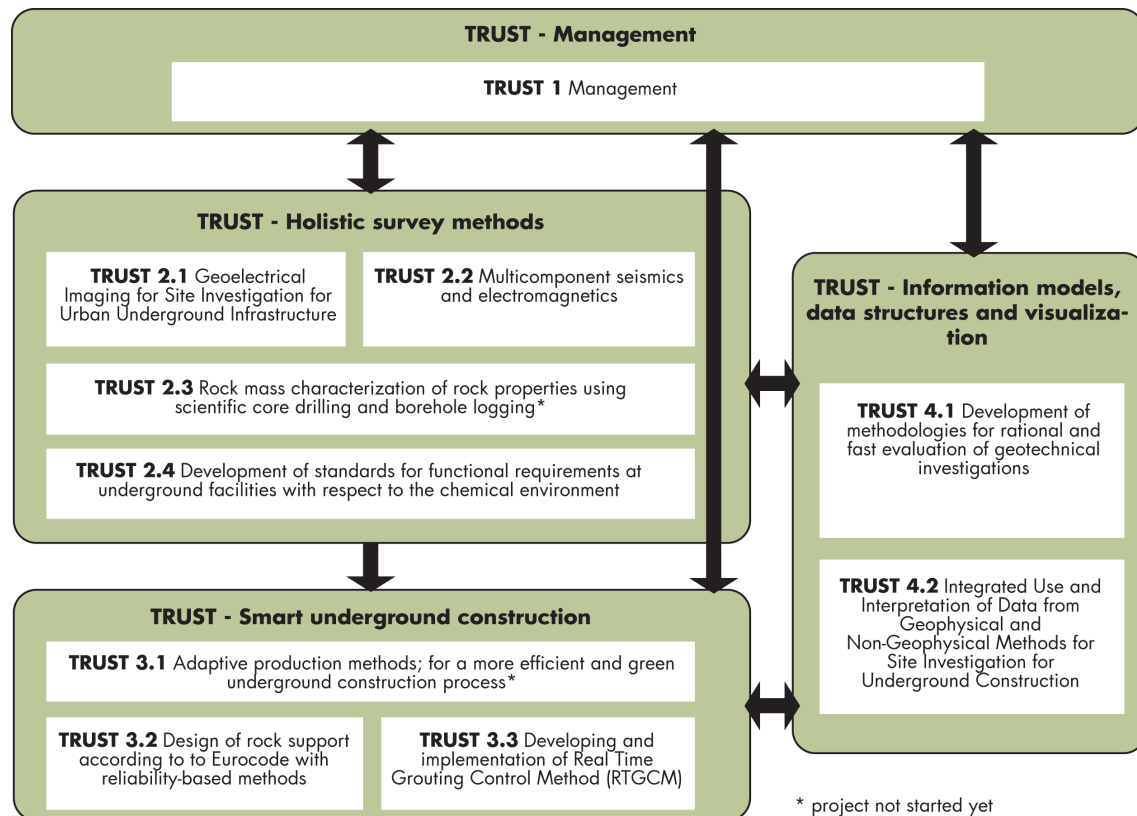 TRUST - Management
TRUST 1 Management
TRUST - Holistic survey methods
TRUST 2.1 Geoelectrical
Imaging for Site Investigation for
Urban Underground Infrastructure
TRUST 2.2 Multicomponent seismics
and electromagnetics
TRUST 2.3 Rock mass characterization of rock properties using
scientific core drilling and borehole logging*
TRUST 2.4 Development of standards for functional requirements at
underground facilities with respect to the chemical environment
TRUST - Smart underground construction
TRUST 3.1 Adaptive production methods; for a more efficient and green
underground construction process*
TRUST 3.2 Design of rock support
according to to Eurocode with
reliability-based methods
TRUST 3.3 Developing and
implementation of Real Time
Grouting Control Method (RTGCM)
TRUST - Information models,
data structures and visualiza-
tion
TRUST 4.1 Development of
methodologies for rational and
fast evaluation of geotechnical
investigations
TRUST 4.2 Integrated Use and
Interpretation of Data from
Geophysical and
Non-Geophysical Methods for
Site Investigation for
Underground Construction
* project not started yet